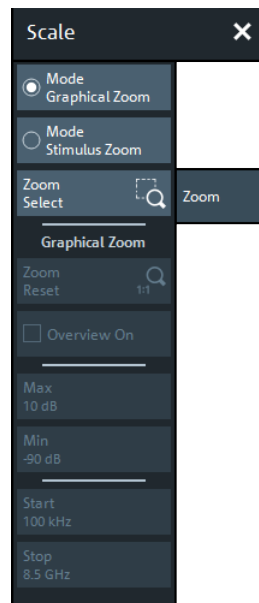 Scale
Mode
Graphical Zoom
Mode
Stimulus Zoom
Zoom
Select
Zoom
Graphical Zoom
Zoom
Reset
1:1
Overview On
Max
10 dB
Min
-90 dB
Start
100 kHz
Stop
8.5 GHz